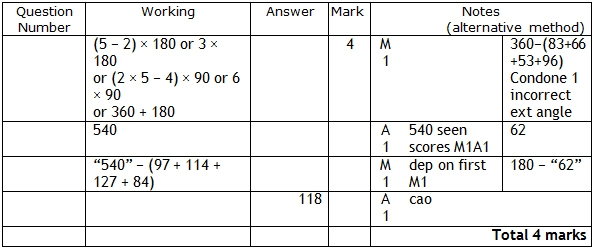 Question Number
Working
Answer
Mark
Notes
(alternative method)
(5 – 2) × 180 or 3 ×
180
or (2 × 5 – 4) × 90 or 6
× 90
or 360 + 180
4
M
1
360–(83+66
+53+96)
Condone 1
incorrect
ext angle
540
A
1
540 seen
scores M1A1
62
“540” – (97 + 114 +
127 + 84)
M
1
dep on first
M1
180 – “62”
118
A
1
cao
Total 4 marks